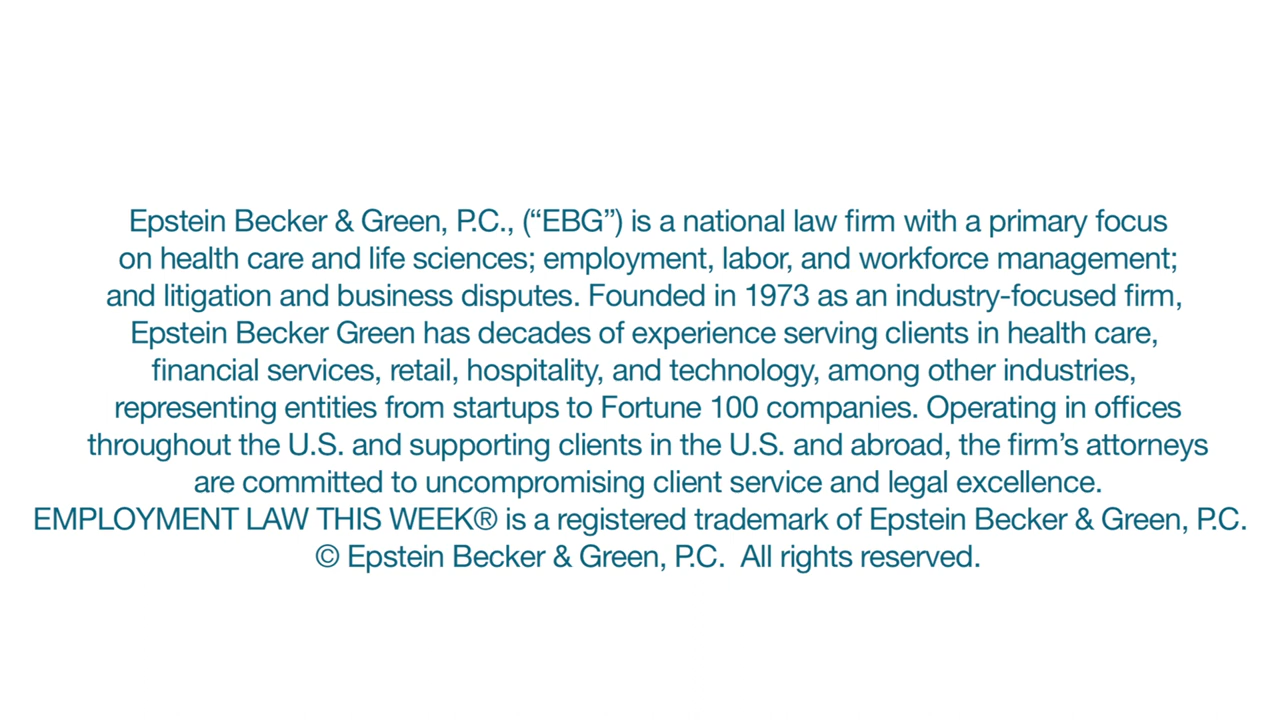 Epstein Becker & Green, P.C., (“EBG”) is a national law firm with a primary focus
on health care and life sciences; employment, labor, and workforce management;
and litigation and business disputes. Founded in 1973 as an industry-focused firm,
Epstein Becker Green has decades of experience serving clients in health care,
financial services, retail, hospitality, and technology, among other industries,
representing entities from startups to Fortune 100 companies. Operating in offices
throughout the U.S. and supporting clients in the U.S. and abroad, the firm’s attorneys
are committed to uncompromising client service and legal excellence.
EMPLOYMENT LAW THIS WEEK® is a registered trademark of Epstein Becker & Green, P.C.
© Epstein Becker & Green, P.C.  All rights reserved.